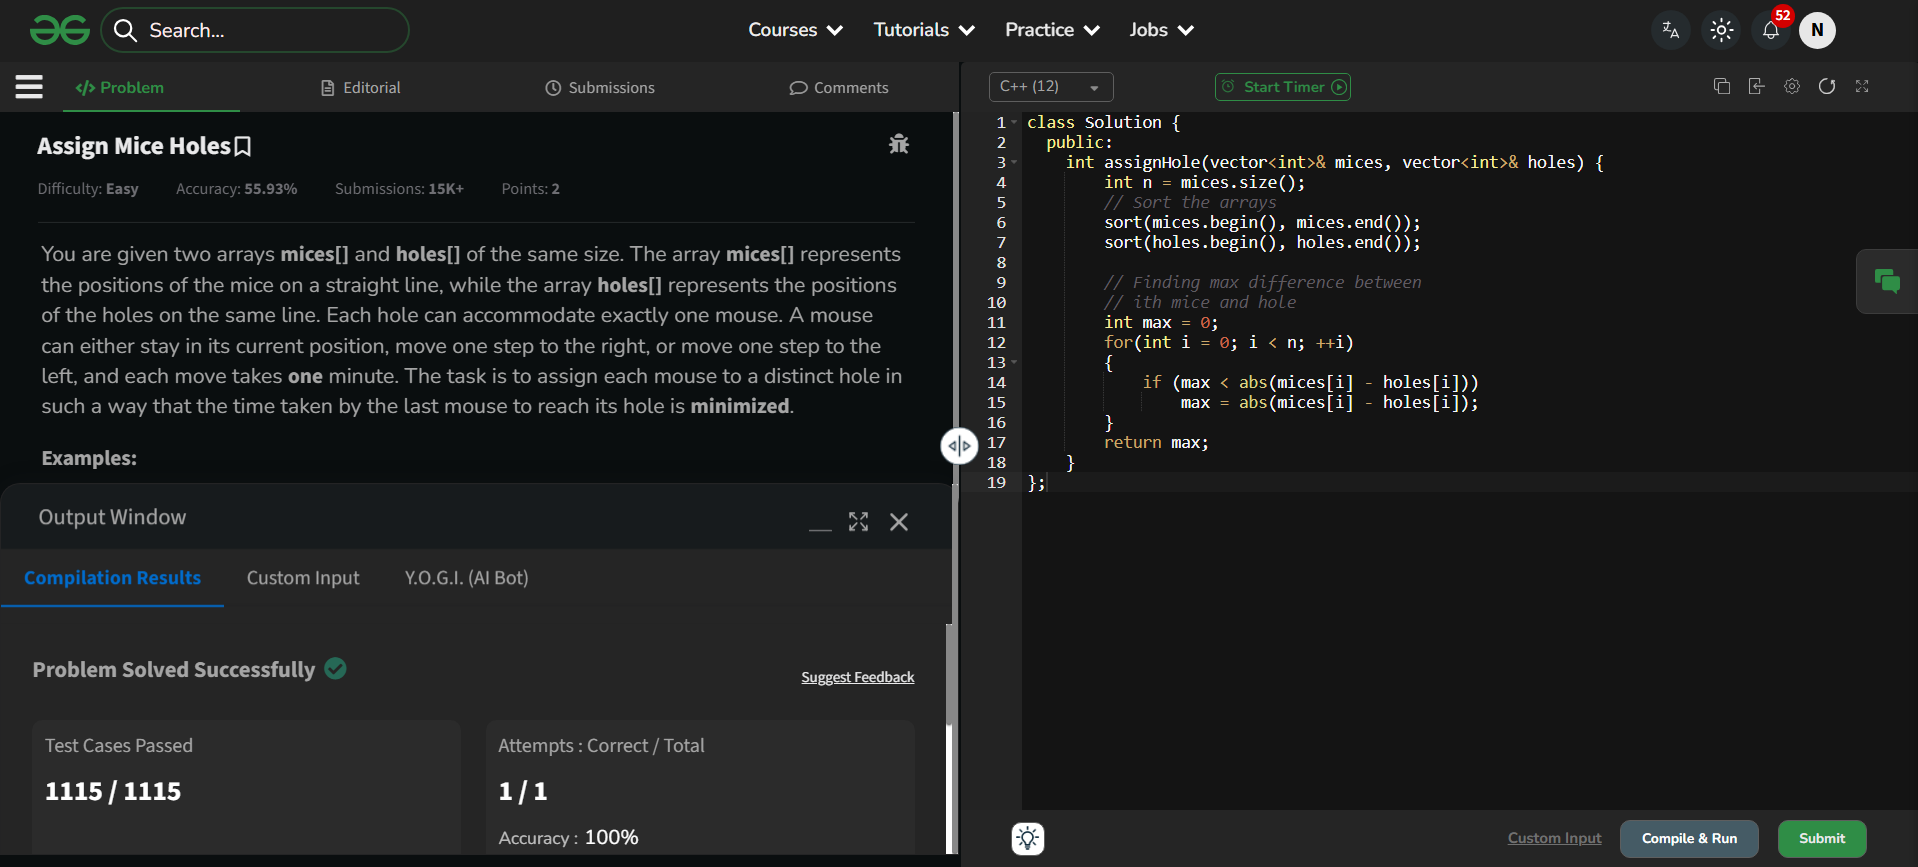 Search...
Courses Tutorials Practice Jobs
52
N
</> Problem Editorial Submissions Comments
Assign Mice Holes
Difficulty: Easy Accuracy: 55.93% Submissions: 15K+ Points: 2
You are given two arrays mices[] and holes[] of the same size. The array mices[] represents
the positions of the mice on a straight line, while the array holes[] represents the positions
of the holes on the same line. Each hole can accommodate exactly one mouse. A mouse
can either stay in its current position, move one step to the right, or move one step to the
left, and each move takes one minute. The task is to assign each mouse to a distinct hole in
such a way that the time taken by the last mouse to reach its hole is minimized.
Examples:
Output Window
Compilation Results Custom Input Y.O.G.I. (AI Bot)
Problem Solved Successfully
Suggest Feedback
Test Cases Passed
1115 / 1115
Attempts : Correct / Total
1 / 1
Accuracy : 100%
C++ (12) Start Timer
1 class Solution {
2 public:
3 int assignHole(vector<int>& mices, vector<int>& holes) {
4 int n = mices.size();
5 // Sort the arrays
6 sort(mices.begin(), mices.end());
7 sort(holes.begin(), holes.end());
8
9 // Finding max difference between
10 // ith mice and hole
11 int max = 0;
12 for(int i = 0; i < n; ++i)
13 {
14 if (max < abs(mices[i] - holes[i]))
15 max = abs(mices[i] - holes[i]);
16 }
17 return max;
18 }
19 };
Custom Input Compile & Run Submit